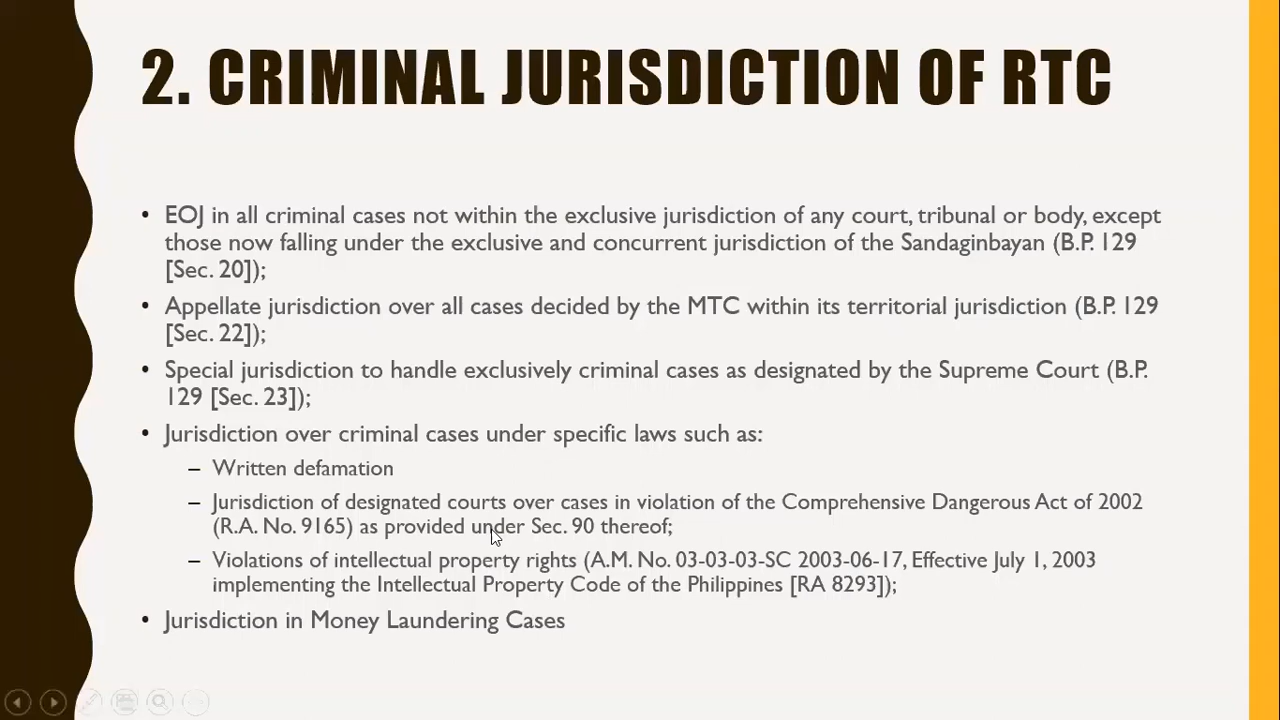 2. CRIMINAL JURISDICTION OF RTC
• EOJ in all criminal cases not within the exclusive jurisdiction of any court, tribunal or body, except
those now falling under the exclusive and concurrent jurisdiction of the Sandaginbayan (B.P. 129
[Sec. 20]);
• Appellate jurisdiction over all cases decided by the MTC within its territorial jurisdiction (B.P. 129
[Sec. 22]);
• Special jurisdiction to handle exclusively criminal cases as designated by the Supreme Court (B.P.
129 [Sec. 23]);
• Jurisdiction over criminal cases under specific laws such as:
– Written defamation
– Jurisdiction of designated courts over cases in violation of the Comprehensive Dangerous Act of 2002
(R.A. No. 9165) as provided under Sec. 90 thereof;
– Violations of intellectual property rights (A.M. No. 03-03-03-SC 2003-06-17, Effective July 1, 2003
implementing the Intellectual Property Code of the Philippines [RA 8293]);
• Jurisdiction in Money Laundering Cases